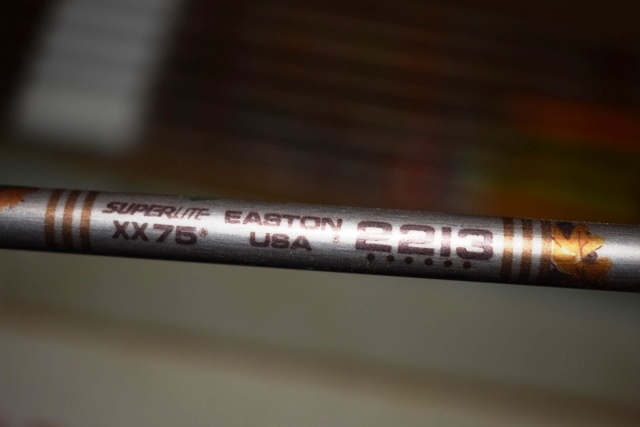 SUPERLITE
XX75®
EASTON
USA
2213